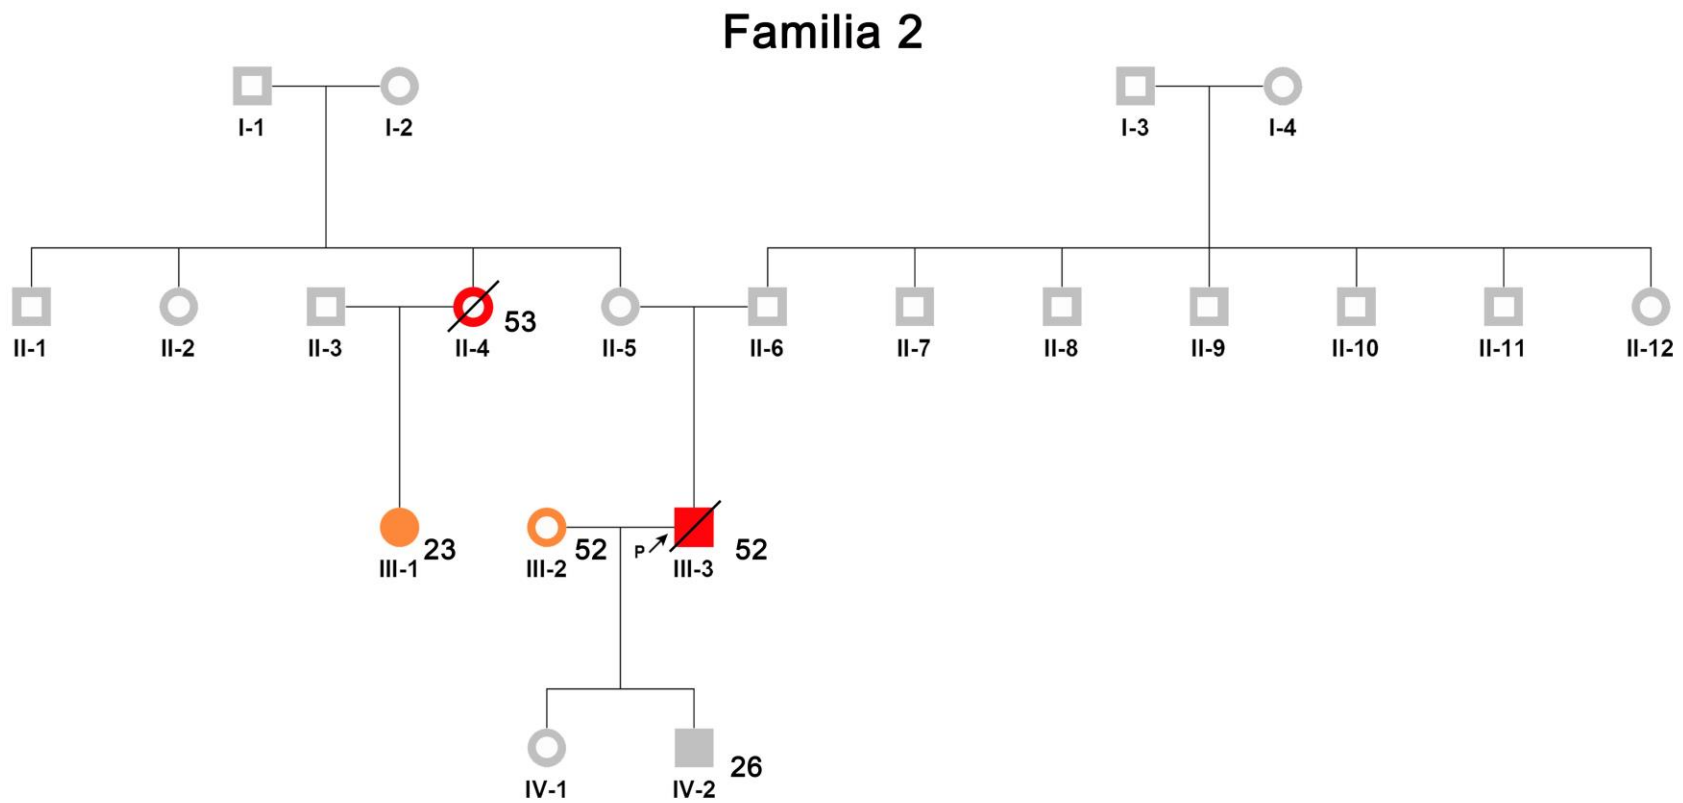 Familia 2
I-1 I-2 I-3 I-4
53
II-1 II-2 II-3 II-4 II-5 II-6 II-7 II-8 II-9 II-10 II-11 II-12
23 52 P 52
III-1 III-2 III-3
26
IV-1 IV-2